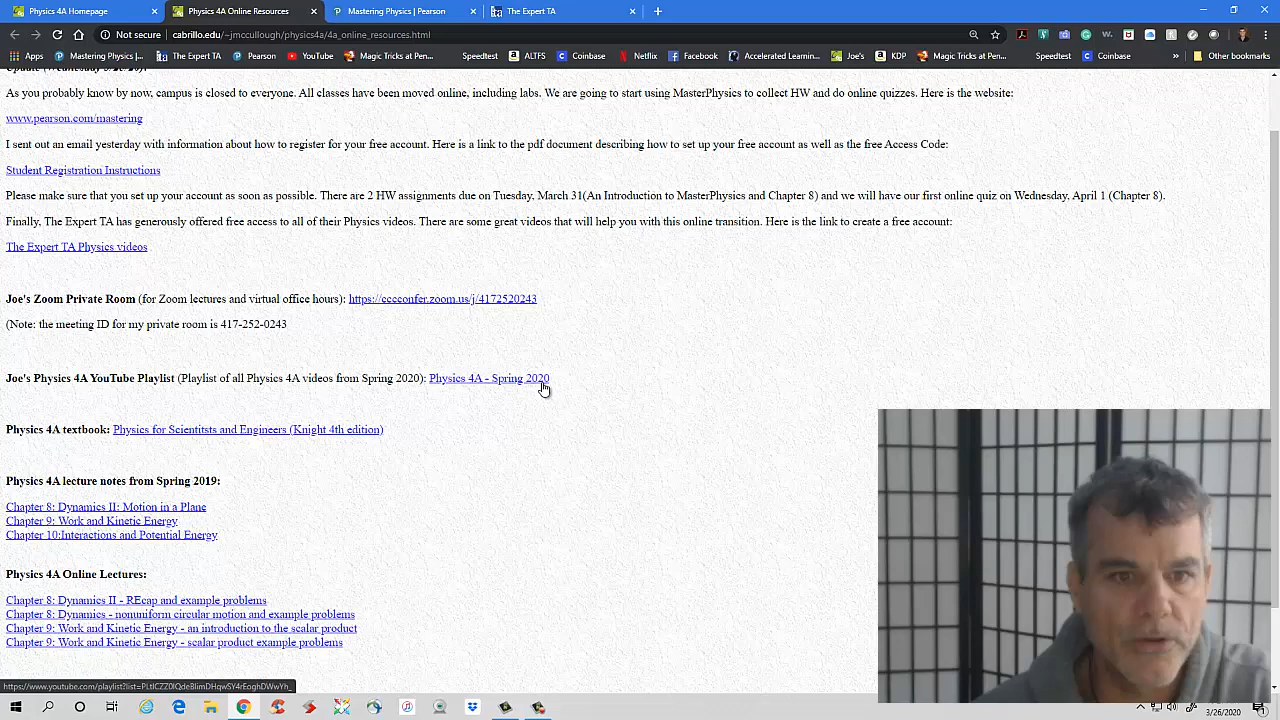 Physics 4A Homepage
Physics 4A Online Resources
Mastering Physics | Pearson
The Expert TA
Not secure | cabrillo.edu/~jmccullough/physics4a/4a_online_resources.html
Apps
Mastering Physics |...
The Expert TA
Pearson
YouTube
Magic Tricks at Pen...
Speedtest
ALTFS
Coinbase
Netflix
Facebook
Accelerated Learnin...
Joe's
KDP
Magic Tricks at Pen...
Speedtest
Coinbase
Other bookmarks
As you probably know by now, campus is closed to everyone. All classes have been moved online, including labs. We are going to start using MasterPhysics to collect HW and do online quizzes. Here is the website:
www.pearson.com/mastering
I sent out an email yesterday with information about how to register for your free account. Here is a link to the pdf document describing how to set up your free account as well as the free Access Code:
Student Registration Instructions
Please make sure that you set up your account as soon as possible. There are 2 HW assignments due on Tuesday, March 31(An Introduction to MasterPhysics and Chapter 8) and we will have our first online quiz on Wednesday, April 1 (Chapter 8).
Finally, The Expert TA has generously offered free access to all of their Physics videos. There are some great videos that will help you with this online transition. Here is the link to create a free account:
The Expert TA Physics videos
Joe's Zoom Private Room (for Zoom lectures and virtual office hours): https://cccconfer.zoom.us/j/4172520243
(Note: the meeting ID for my private room is 417-252-0243
Joe's Physics 4A YouTube Playlist (Playlist of all Physics 4A videos from Spring 2020): Physics 4A - Spring 2020
Physics 4A textbook: Physics for Scientitsts and Engineers (Knight 4th edition)
Physics 4A lecture notes from Spring 2019:
Chapter 8: Dynamics II: Motion in a Plane
Chapter 9: Work and Kinetic Energy
Chapter 10:Interactions and Potential Energy
Physics 4A Online Lectures:
Chapter 8: Dynamics II - REcap and example problems
Chapter 8: Dynamics - nonuniform circular motion and example problems
Chapter 9: Work and Kinetic Energy - an introduction to the scalar product
Chapter 9: Work and Kinetic Energy - scalar product example problems
3/26/2020